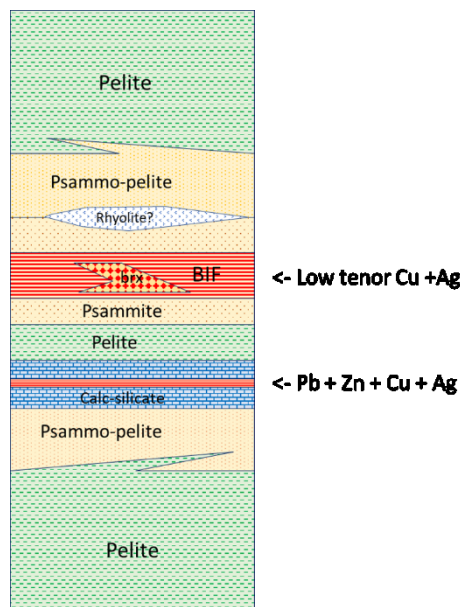 Pelite
Psammo-pelite
Rhyolite?
brx
BIF
<- Low tenor Cu +Ag
Psammite
Pelite
<- Pb + Zn + Cu + Ag
Calc-silicate
Psammo-pelite
Pelite